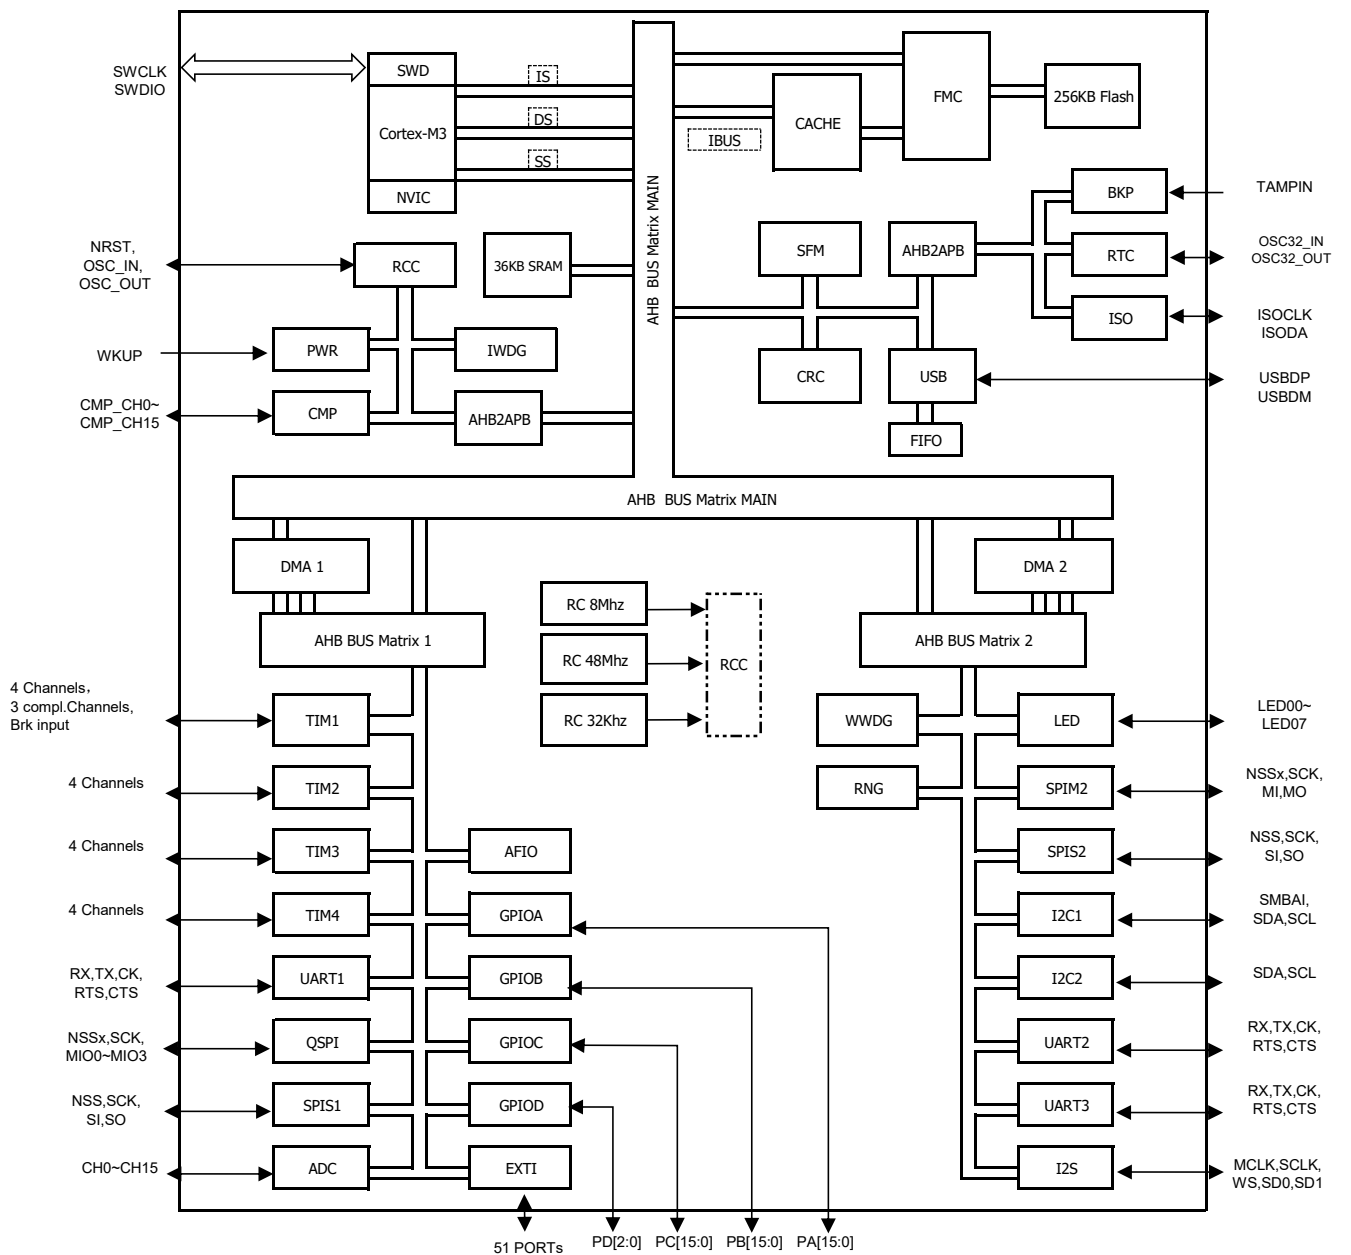 SWCLK
SWDIO
SWD
Cortex-M3
NVIC
IS
DS
SS
AHB BUS Matrix MAIN
IBUS
CACHE
FMC
256KB Flash
NRST,
OSC_IN,
OSC_OUT
RCC
36KB SRAM
SFM
AHB2APB
BKP
TAMPIN
RTC
OSC32_IN
OSC32_OUT
ISO
ISOCLK
ISODA
WKUP
PWR
IWDG
CRC
USB
USBDP
USBDM
CMP_CH0~
CMP_CH15
CMP
AHB2APB
FIFO
AHB BUS Matrix MAIN
DMA 1
DMA 2
AHB BUS Matrix 1
AHB BUS Matrix 2
RC 8Mhz
RC 48Mhz
RC 32Khz
RCC
4 Channels,
3 compl.Channels,
Brk input
TIM1
WWDG
LED
LED00~
LED07
4 Channels
TIM2
RNG
SPIM2
NSSx,SCK,
MI,MO
4 Channels
TIM3
AFIO
SPIS2
NSS,SCK,
SI,SO
4 Channels
TIM4
GPIOA
I2C1
SMBAI,
SDA,SCL
RX,TX,CK,
RTS,CTS
UART1
GPIOB
I2C2
SDA,SCL
NSSx,SCK,
MIO0~MIO3
QSPI
GPIOC
UART2
RX,TX,CK,
RTS,CTS
NSS,SCK,
SI,SO
SPIS1
GPIOD
UART3
RX,TX,CK,
RTS,CTS
CH0~CH15
ADC
EXTI
I2S
MCLK,SCLK,
WS,SD0,SD1
51 PORTs
PD[2:0]
PC[15:0]
PB[15:0]
PA[15:0]